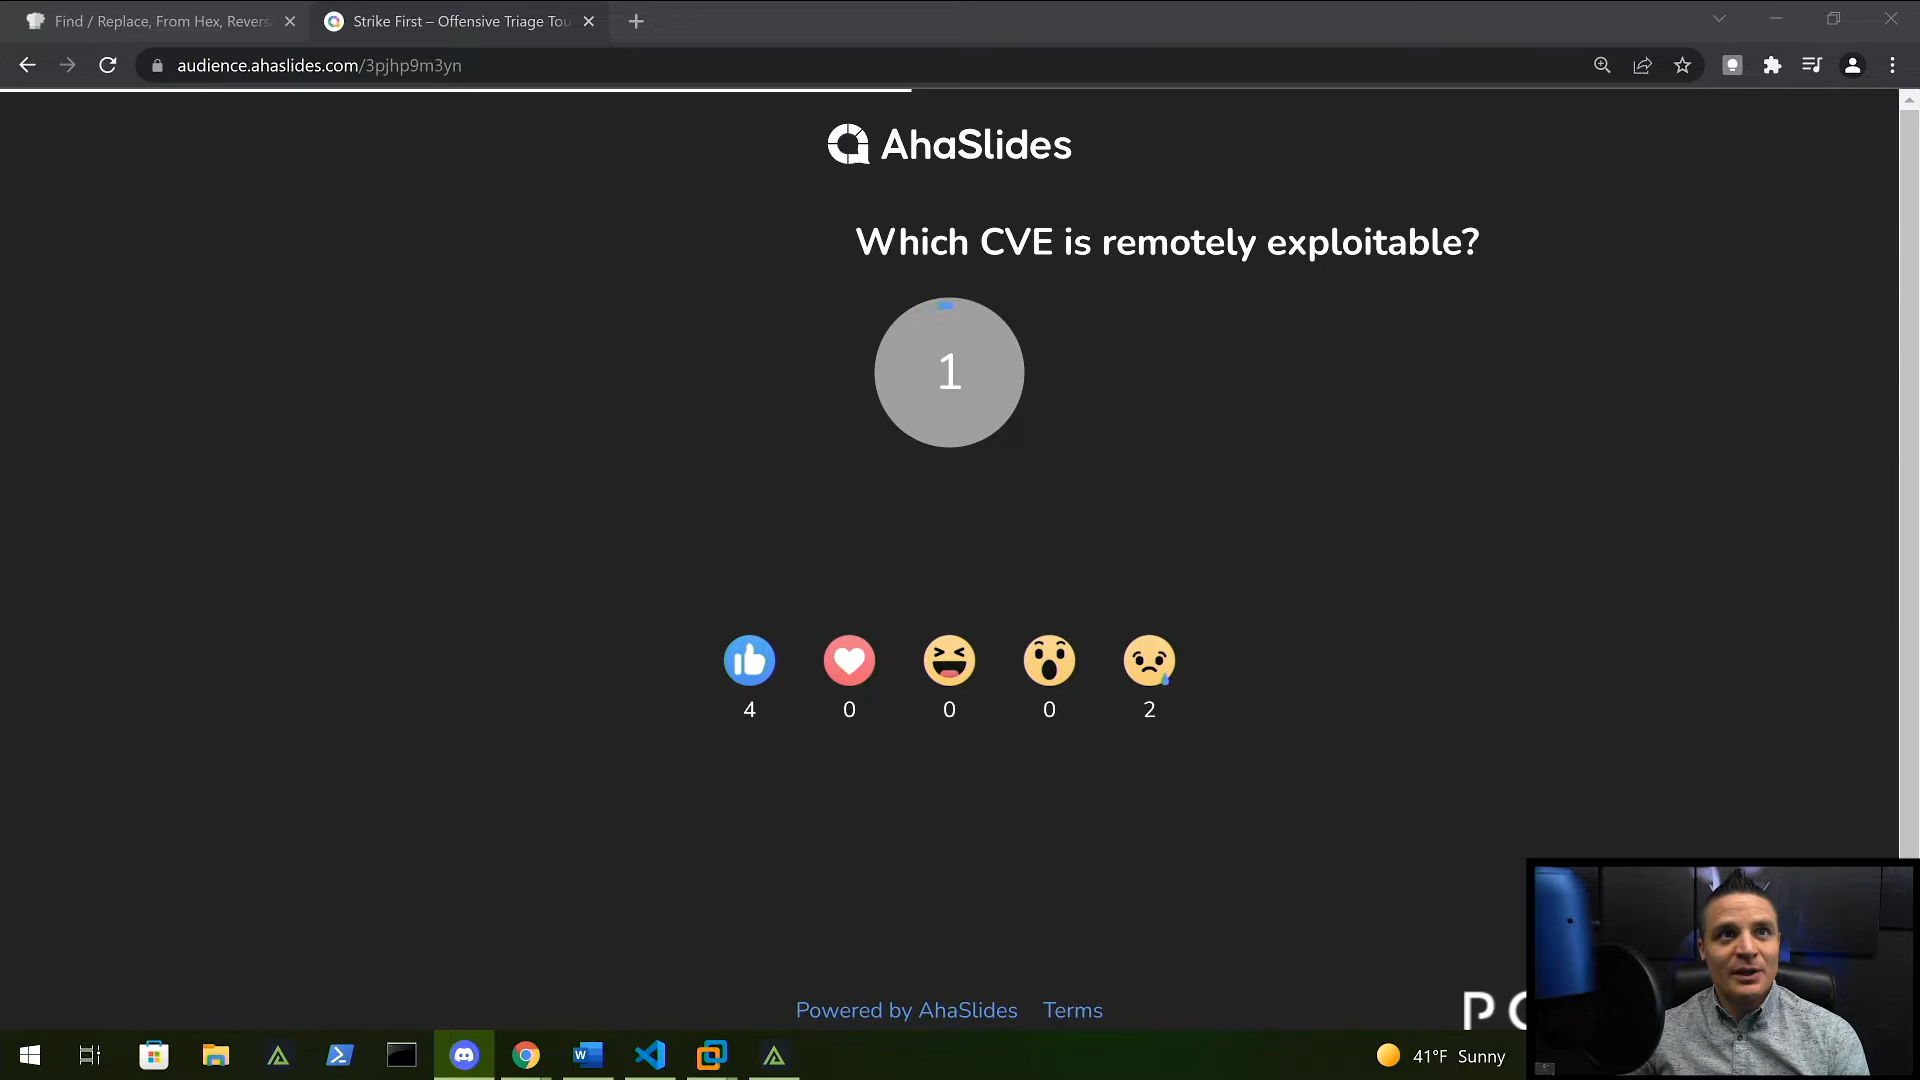 Find / Replace, From Hex, Revers
Strike First – Offensive Triage Tou
audience.ahaslides.com/3pjhp9m3yn
AhaSlides
Which CVE is remotely exploitable?
1
4 0 0 0 2
Powered by AhaSlides Terms
PO
41°F Sunny